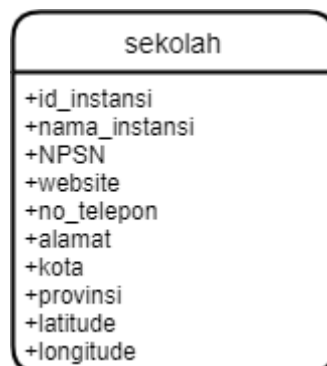 sekolah
+id_instansi
+nama_instansi
+NPSN
+website
+no_telepon
+alamat
+kota
+provinsi
+latitude
+longitude